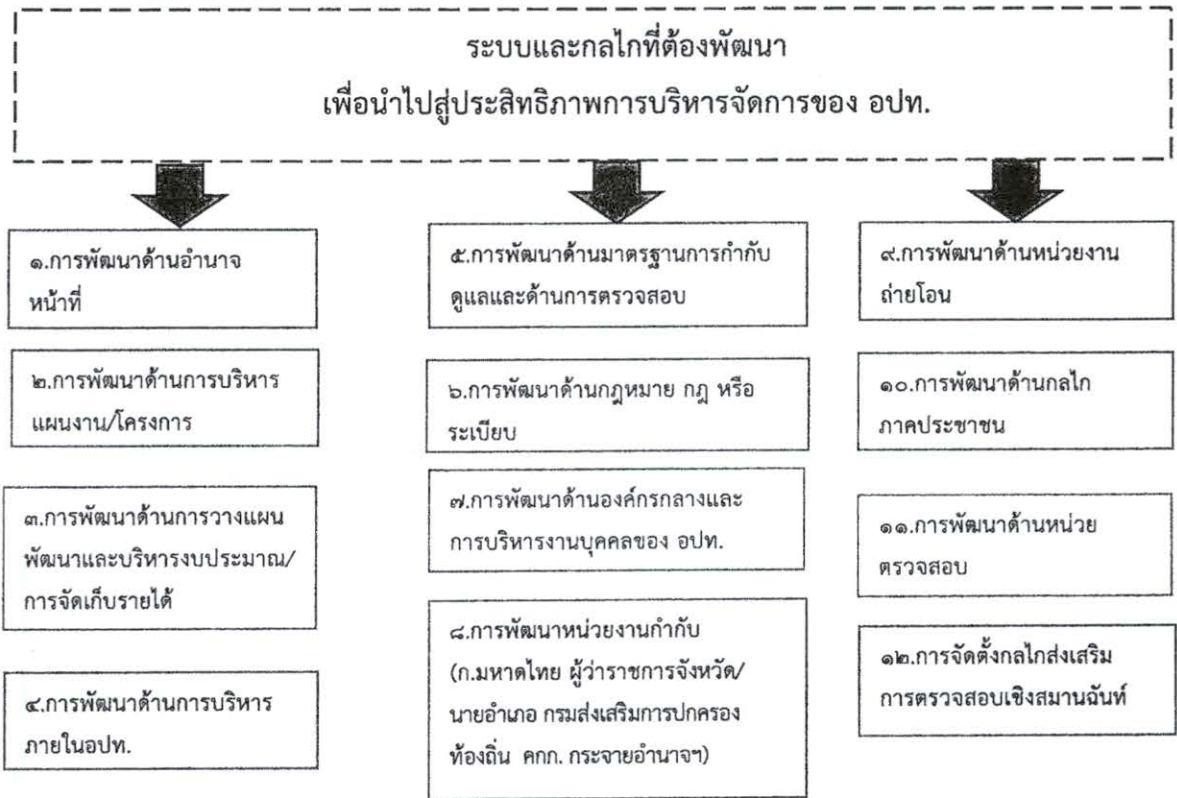 ระบบและกลไกที่ต้องพัฒนา
เพื่อนำไปสู่ประสิทธิภาพการบริหารจัดการของ อปท.
๑.การพัฒนาด้านอำนาจ
หน้าที่
๒.การพัฒนาด้านการบริหาร
แผนงาน/โครงการ
๓.การพัฒนาด้านการวางแผน
พัฒนาและบริหารงบประมาณ/
การจัดเก็บรายได้
๔.การพัฒนาด้านการบริหาร
ภายในอปท.
๕.การพัฒนาด้านมาตรฐานการกำกับ
ดูแลและด้านการตรวจสอบ
๖.การพัฒนาด้านกฎหมาย กฎ หรือ
ระเบียบ
๗.การพัฒนาด้านองค์กรกลางและ
การบริหารงานบุคคลของ อปท.
๘.การพัฒนาหน่วยงานกำกับ
(ก.มหาดไทย ผู้ว่าราชการจังหวัด/
นายอำเภอ กรมส่งเสริมการปกครอง
ท้องถิ่น คกก. กระจายอำนาจฯ)
๙.การพัฒนาด้านหน่วยงาน
ถ่ายโอน
๑๐.การพัฒนาด้านกลไก
ภาคประชาชน
๑๑.การพัฒนาด้านหน่วย
ตรวจสอบ
๑๒.การจัดตั้งกลไกส่งเสริม
การตรวจสอบเชิงสมานฉันท์